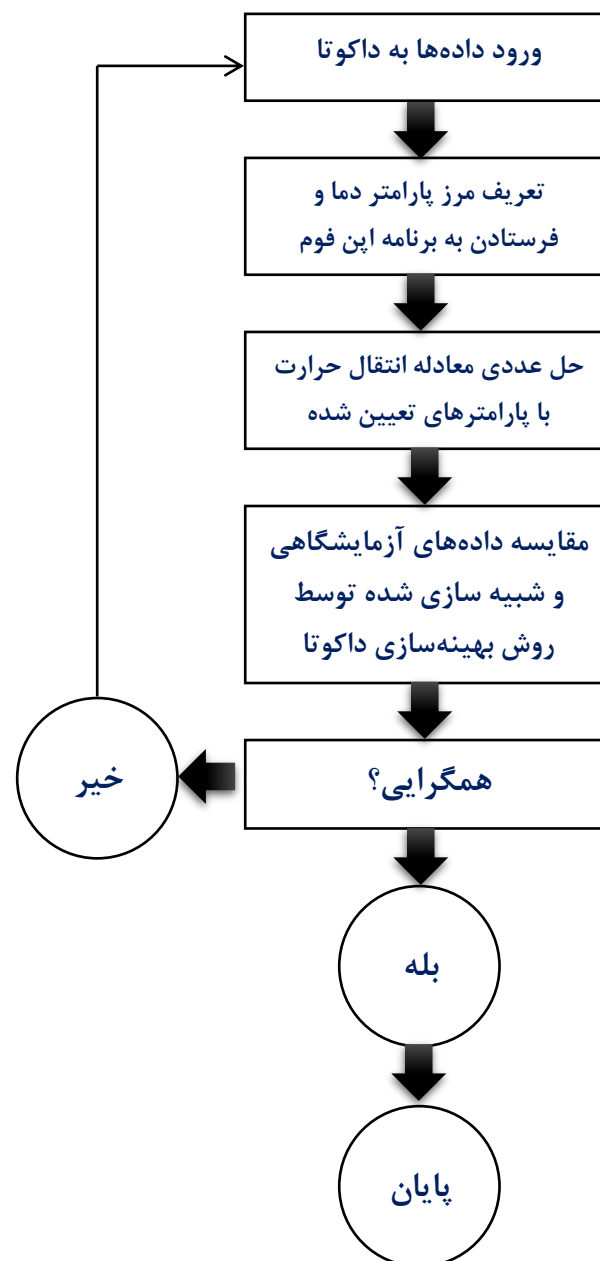 ورود داده‌ها به داکوتا
تعریف مرز پارامتر دما و
فرستادن به برنامه اپن فوم
حل عددی معادله انتقال حرارت
با پارامترهای تعیین شده
مقایسه داده‌های آزمایشگاهی
و شبیه سازی شده توسط
روش بهینه‌سازی داکوتا
همگرایی؟
خیر
بله
پایان